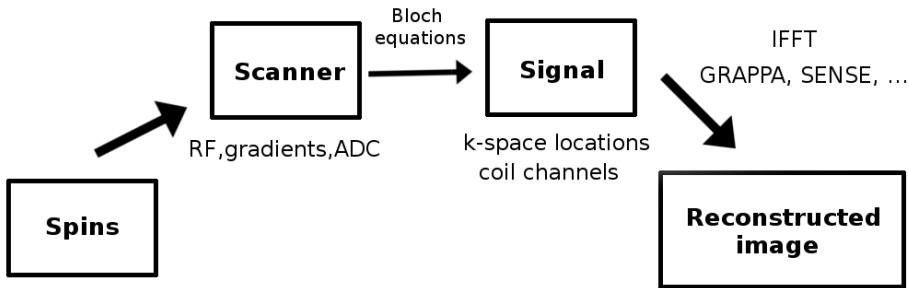 Spins
Scanner
RF,gradients,ADC
Bloch
equations
Signal
k-space locations
coil channels
IFFT
GRAPPA, SENSE, ...
Reconstructed
image